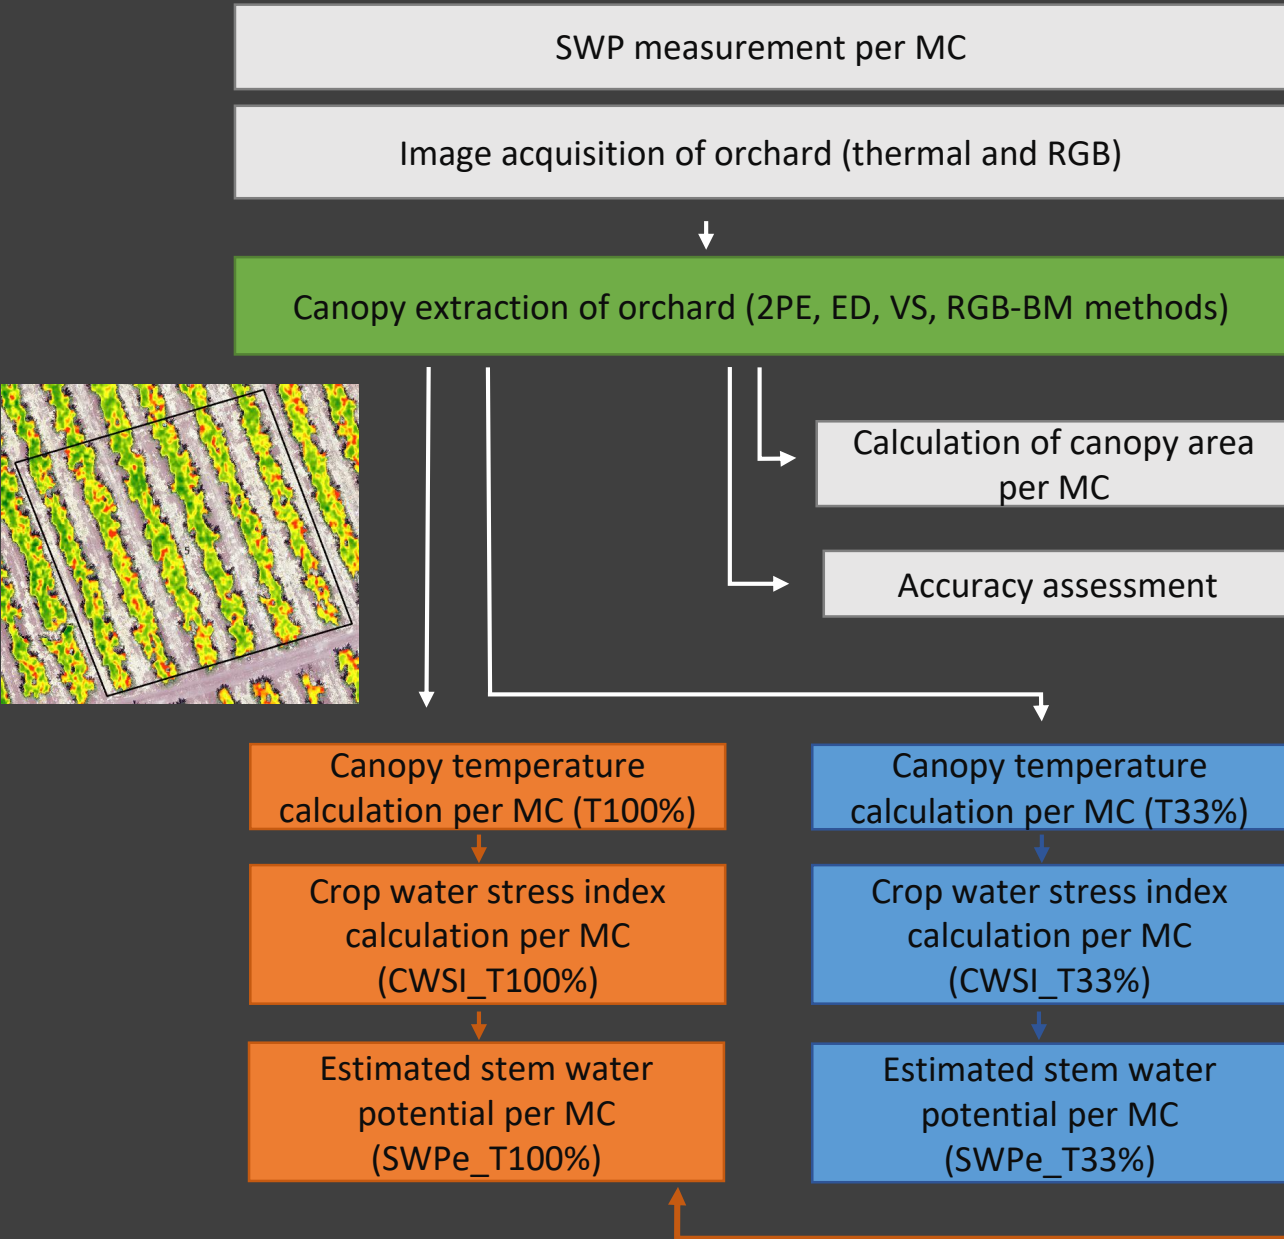 SWP measurement per MC
Image acquisition of orchard (thermal and RGB)
Canopy extraction of orchard (2PE, ED, VS, RGB-BM methods)
Calculation of canopy area
per MC
Accuracy assessment
5
Canopy temperature
calculation per MC (T100%)
Canopy temperature
calculation per MC (T33%)
Crop water stress index
calculation per MC
(CWSI_T100%)
Crop water stress index
calculation per MC
(CWSI_T33%)
Estimated stem water
potential per MC
(SWPe_T100%)
Estimated stem water
potential per MC
(SWPe_T33%)